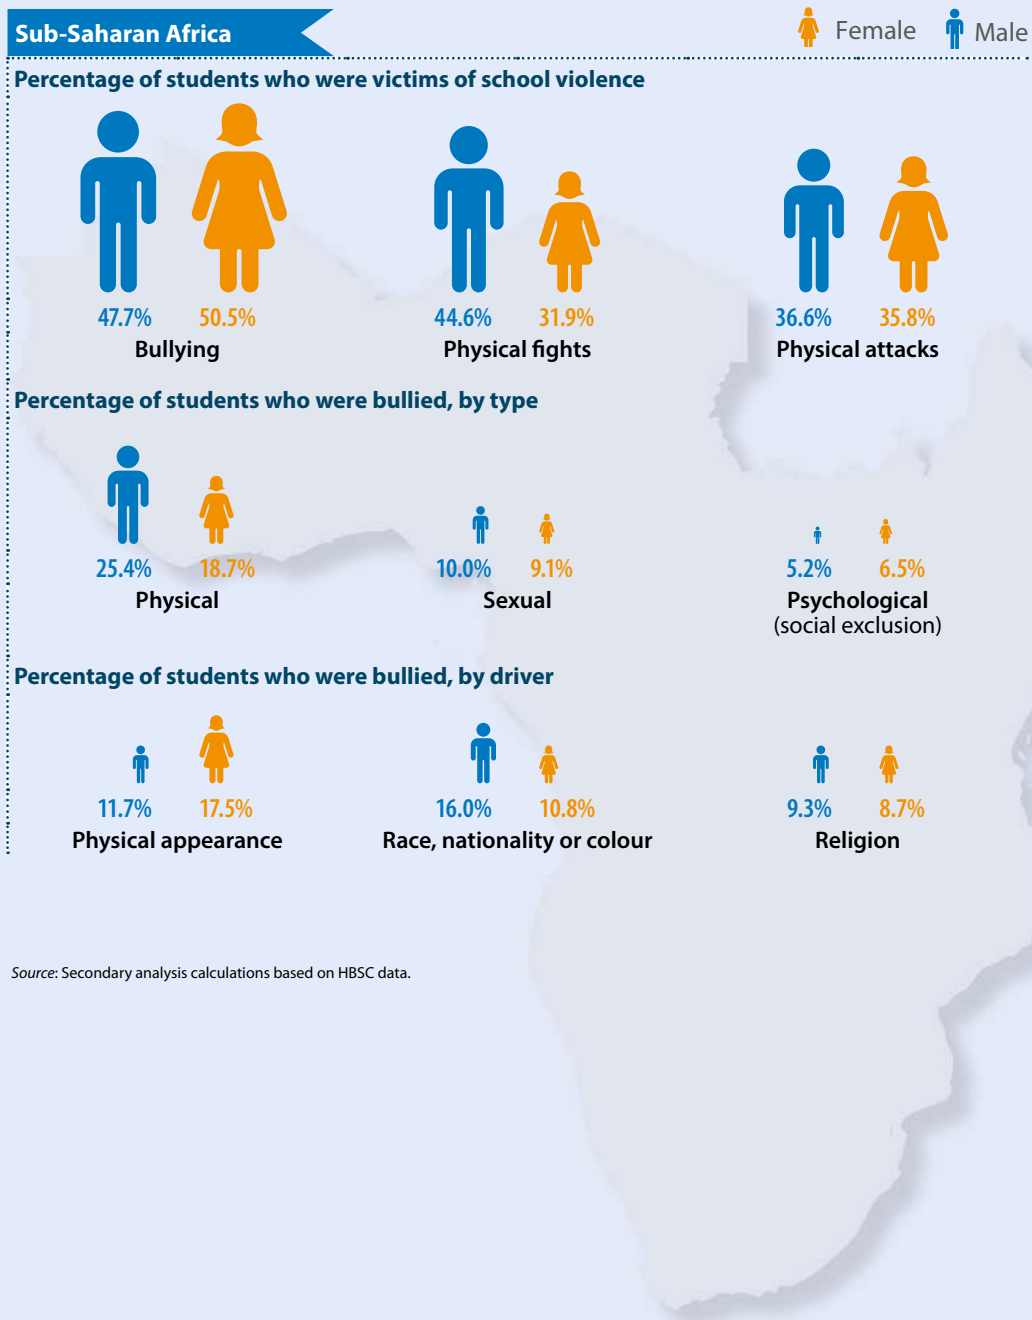 Sub-Saharan Africa
Female Male
Percentage of students who were victims of school violence
47.7% 50.5% 44.6% 31.9% 36.6% 35.8%
Bullying Physical fights Physical attacks
Percentage of students who were bullied, by type
25.4% 18.7% 10.0% 9.1% 5.2% 6.5%
Physical Sexual Psychological
(social exclusion)
Percentage of students who were bullied, by driver
11.7% 17.5% 16.0% 10.8% 9.3% 8.7%
Physical appearance Race, nationality or colour Religion
Source: Secondary analysis calculations based on HBSC data.